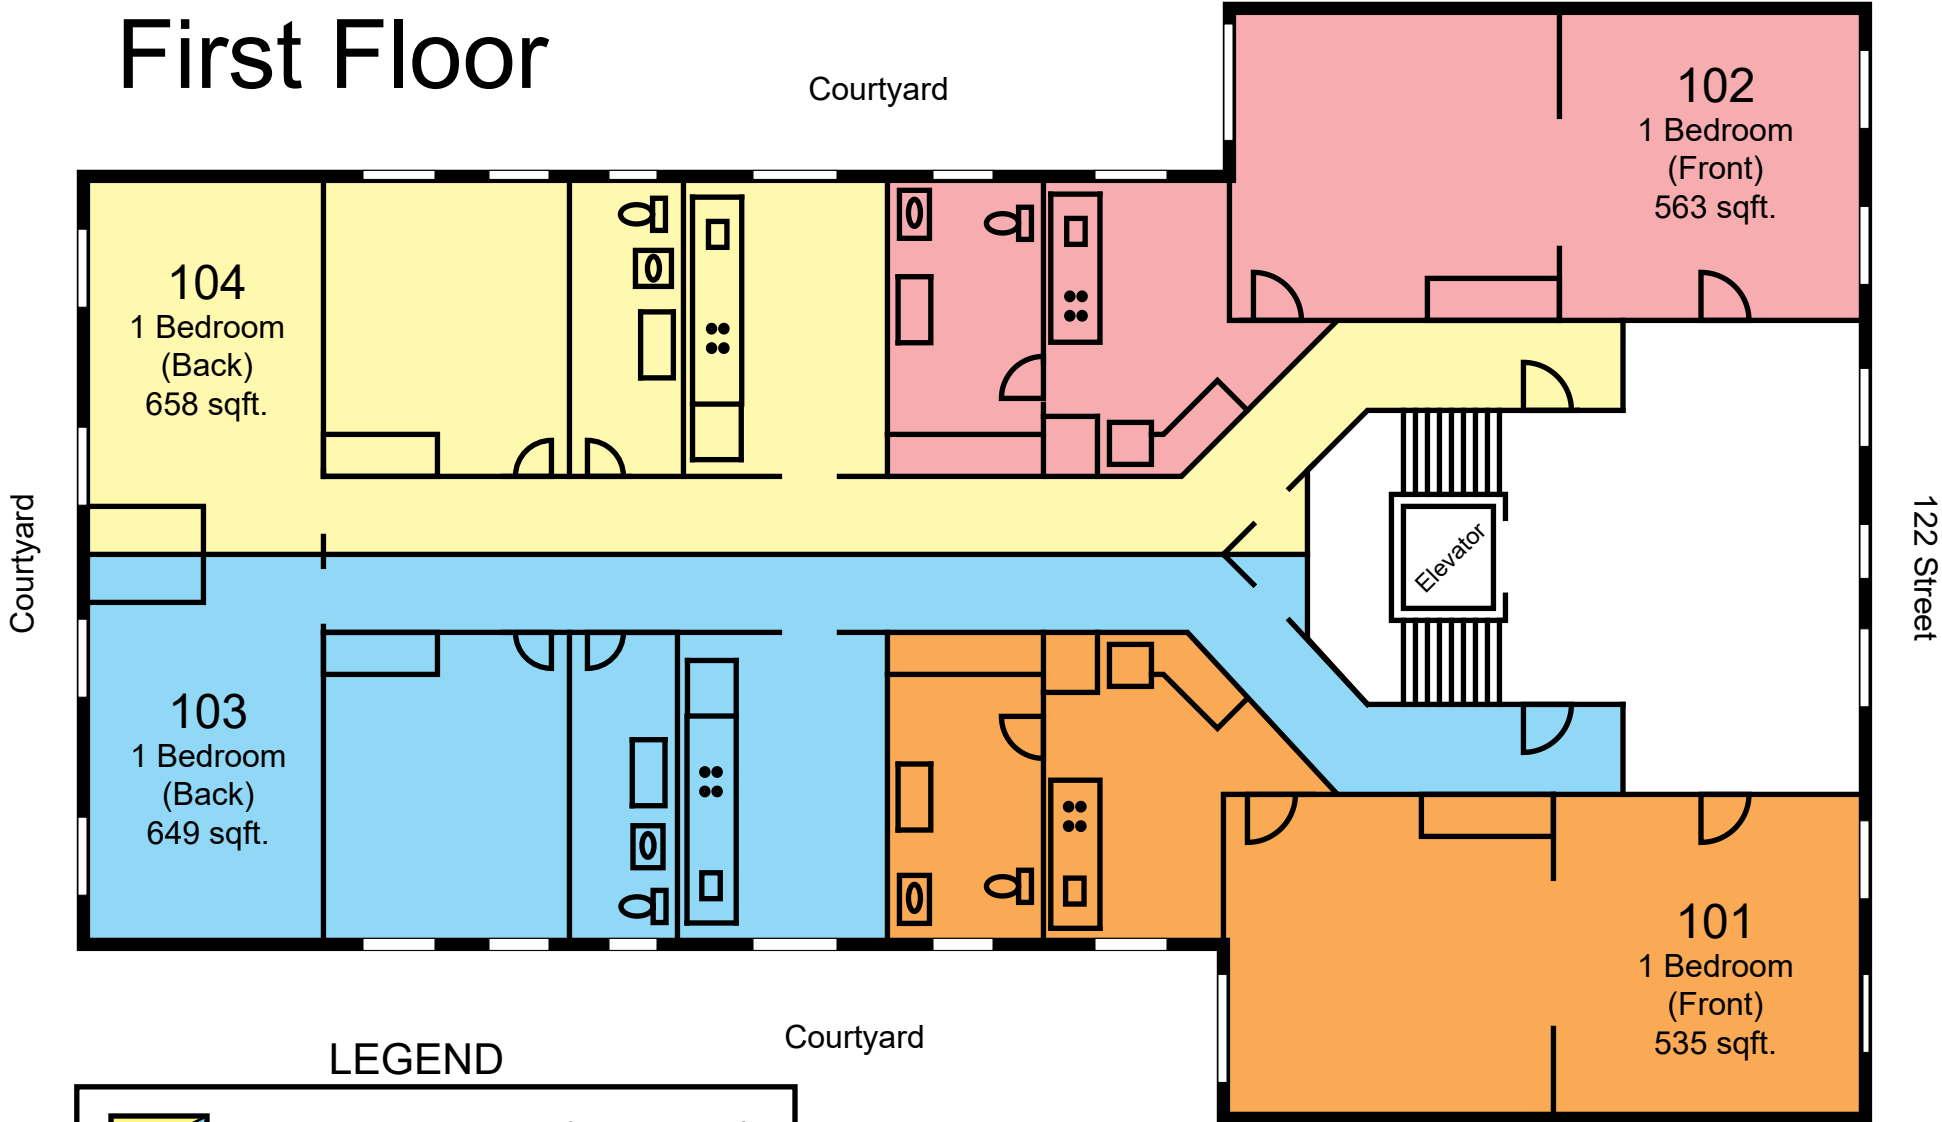 First Floor
Courtyard
102
1 Bedroom
(Front)
563 sqft.
104
1 Bedroom
(Back)
658 sqft.
Courtyard
Elevator
122 Street
103
1 Bedroom
(Back)
649 sqft.
101
1 Bedroom
(Front)
535 sqft.
Courtyard
LEGEND